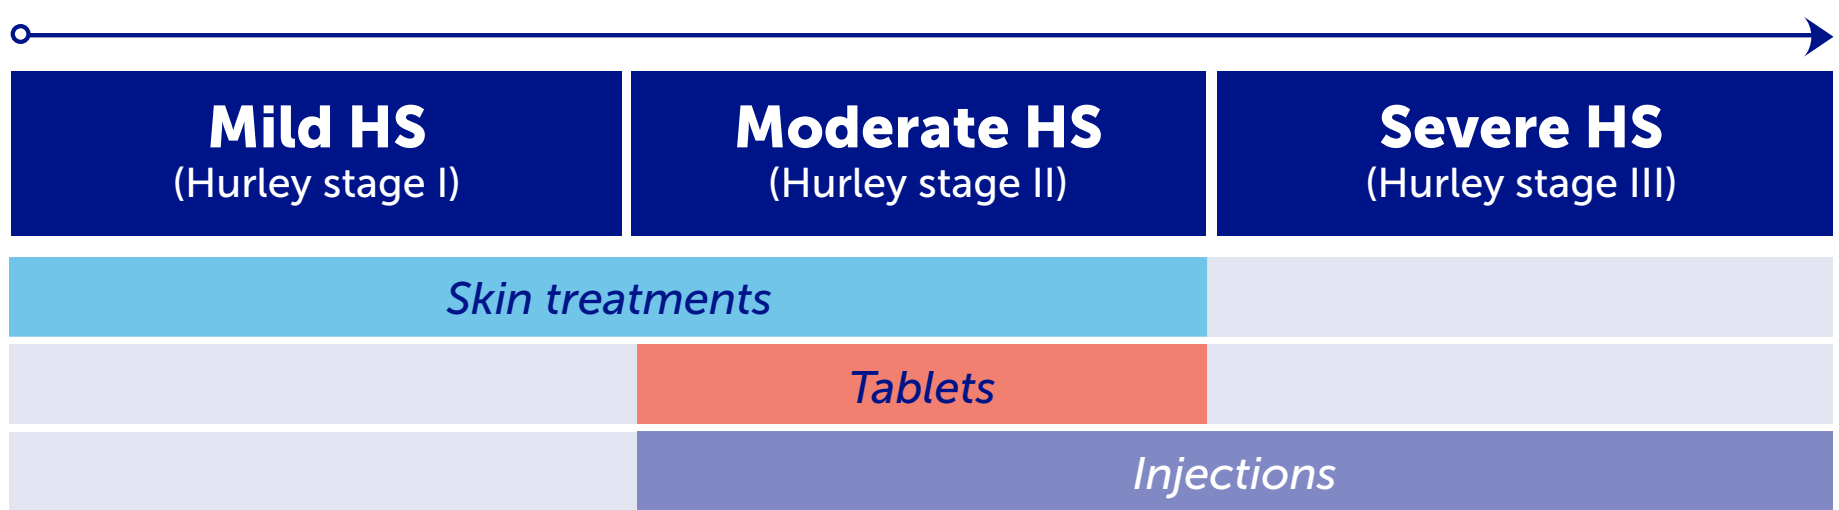 Mild HS
(Hurley stage I)
Moderate HS
(Hurley stage II)
Severe HS
(Hurley stage III)
Skin treatments
Tablets
Injections